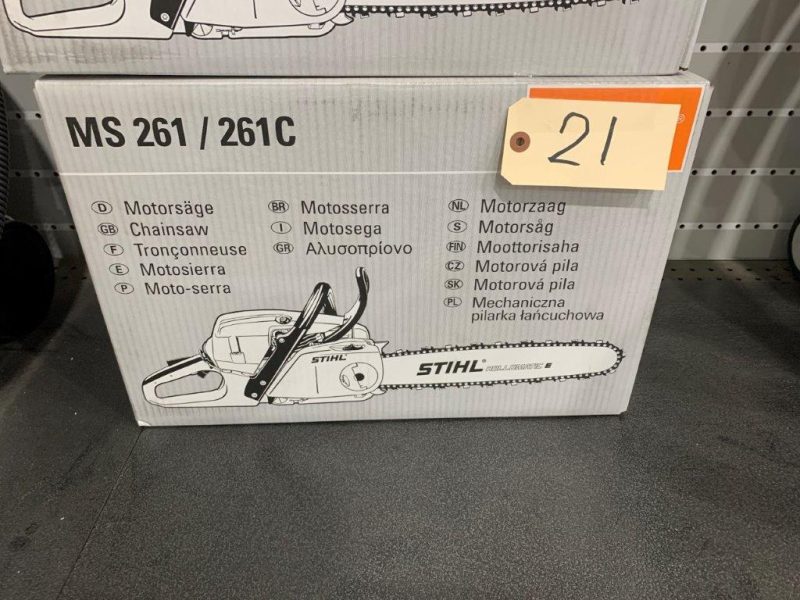 MS 261 / 261C
21
®
D Motorsäge
GB Chainsaw
F Tronçonneuse
E Motosierra
P Moto-serra
BR Motosserra
I Motosega
GR Αλυσοπρίονο
NL Motorzaag
S Motorsåg
FIN Moottorisaha
CZ Motorová pila
SK Motorová pila
PL Mechaniczna
pilarka łańcuchowa
STIHL
STIHL® ROLLOMATIC E